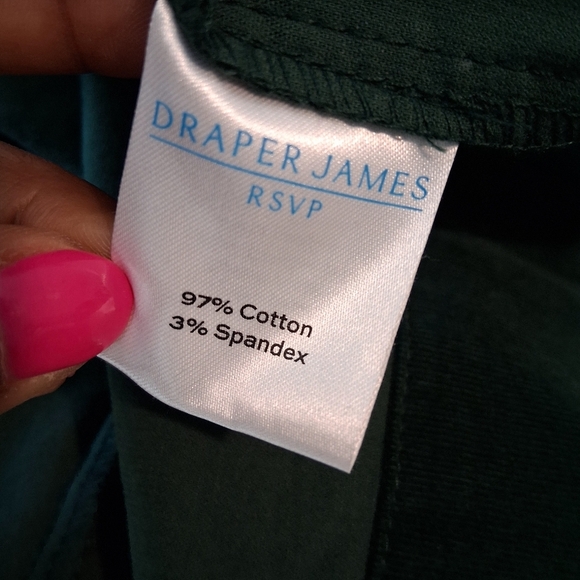 DRAPER JAMES
RSVP
97% Cotton
3% Spandex